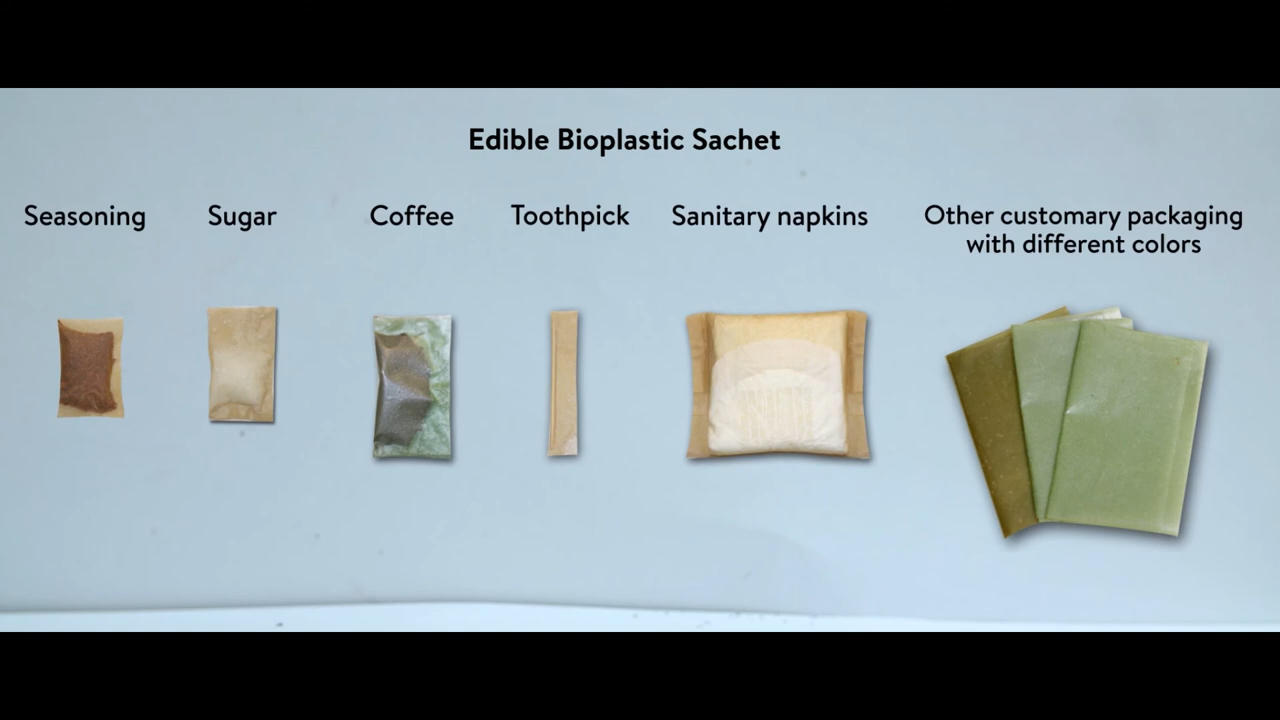 Edible Bioplastic Sachet
Seasoning
Sugar
Coffee
Toothpick
Sanitary napkins
Other customary packaging
with different colors